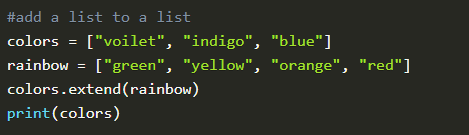 #add a list to a list
colors = ["voilet", "indigo", "blue"]
rainbow = ["green", "yellow", "orange", "red"]
colors.extend(rainbow)
print(colors)